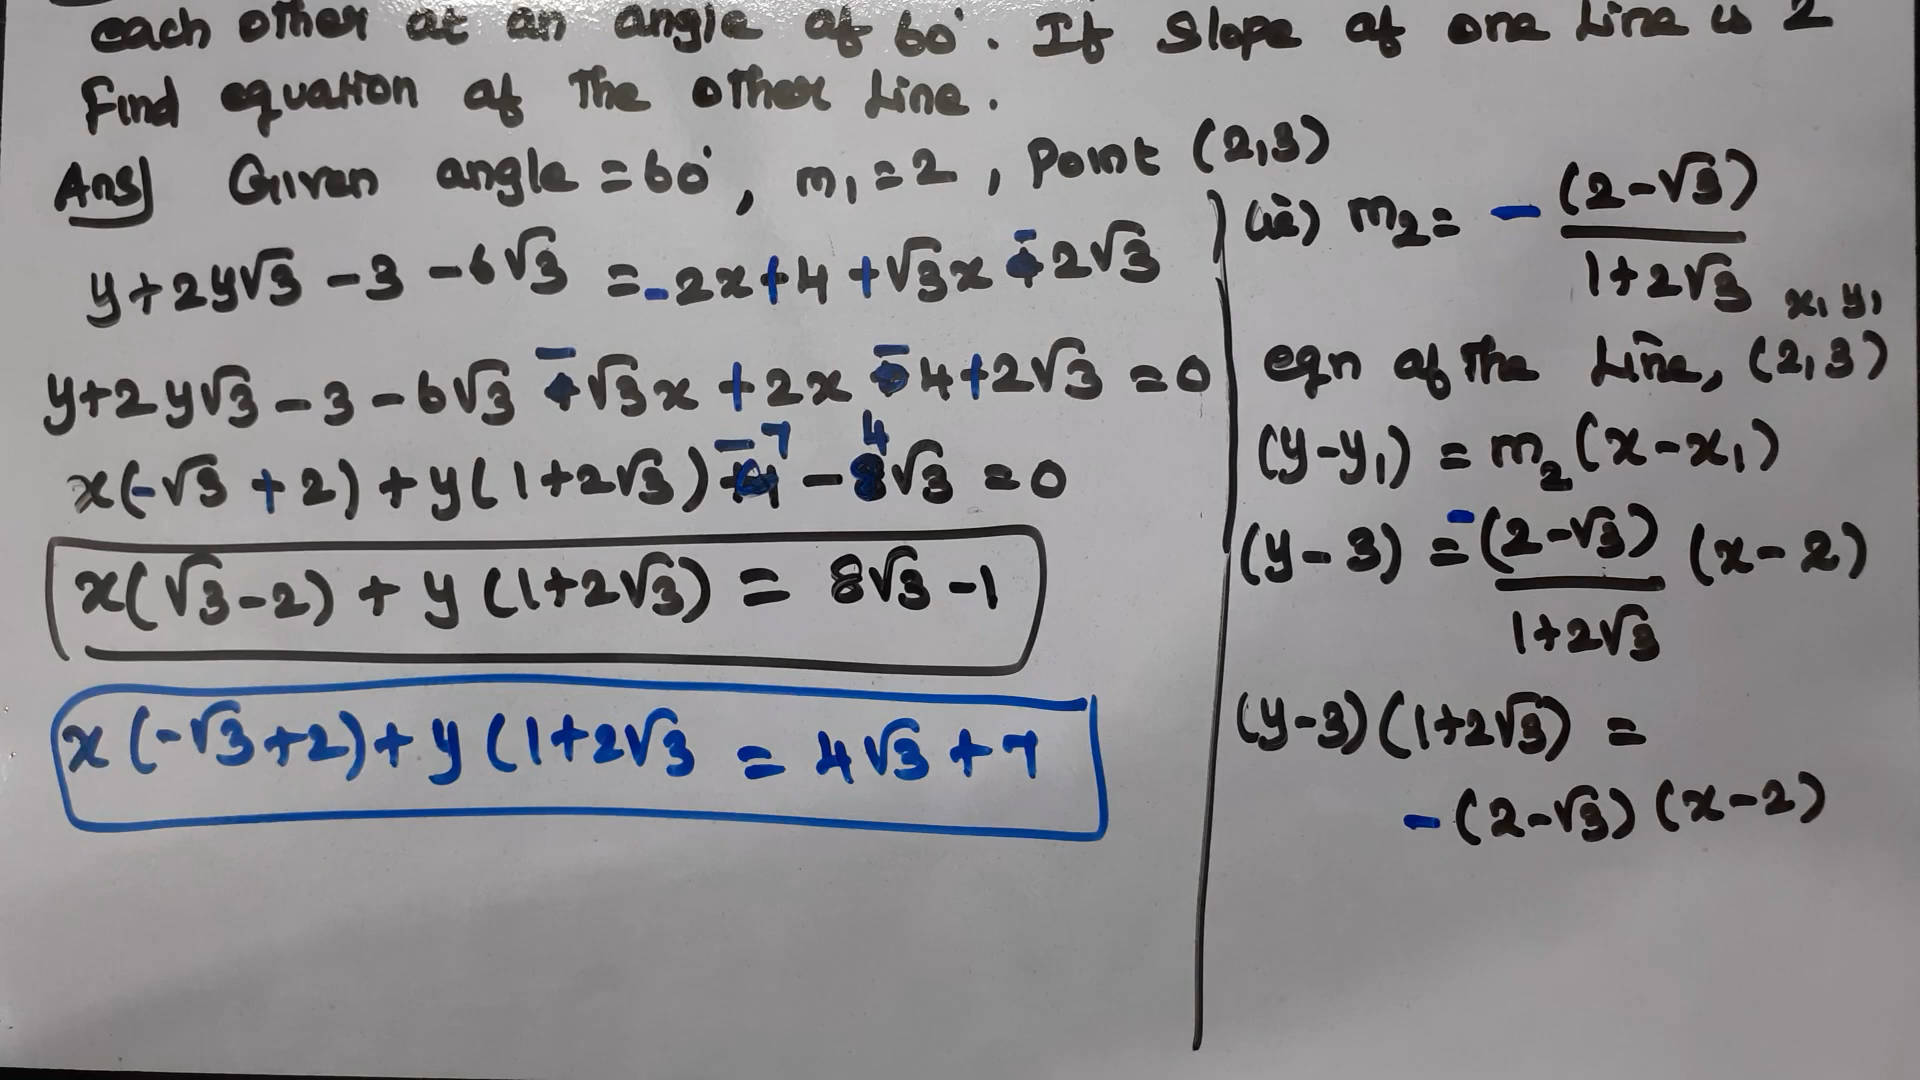 each other at an angle of 60°. If slope of one Line is 2
Find equation of The other Line.
Ans) Given angle = 60°, m₁ = 2, Point (2,3)
y+2y√3 -3 -6√3 = -2x+4 +√3x -2√3
y+2y√3 -3 -6√3 -√3x +2x -4+2√3 =0
x(-√3 +2) +y(1+2√3) -7 -4√3 =0
x(√3-2) + y(1+2√3) = 8√3 -1
x(-√3+2)+y(1+2√3 = 4√3+7
(ii) m₂ = -(2-√3)
1+2√3 x₁ y₁
eqn of The Line, (2,3)
(y-y₁) = m₂(x-x₁)
(y-3) = -(2-√3) (x-2)
1+2√3
(y-3)(1+2√3) =
-(2-√3)(x-2)